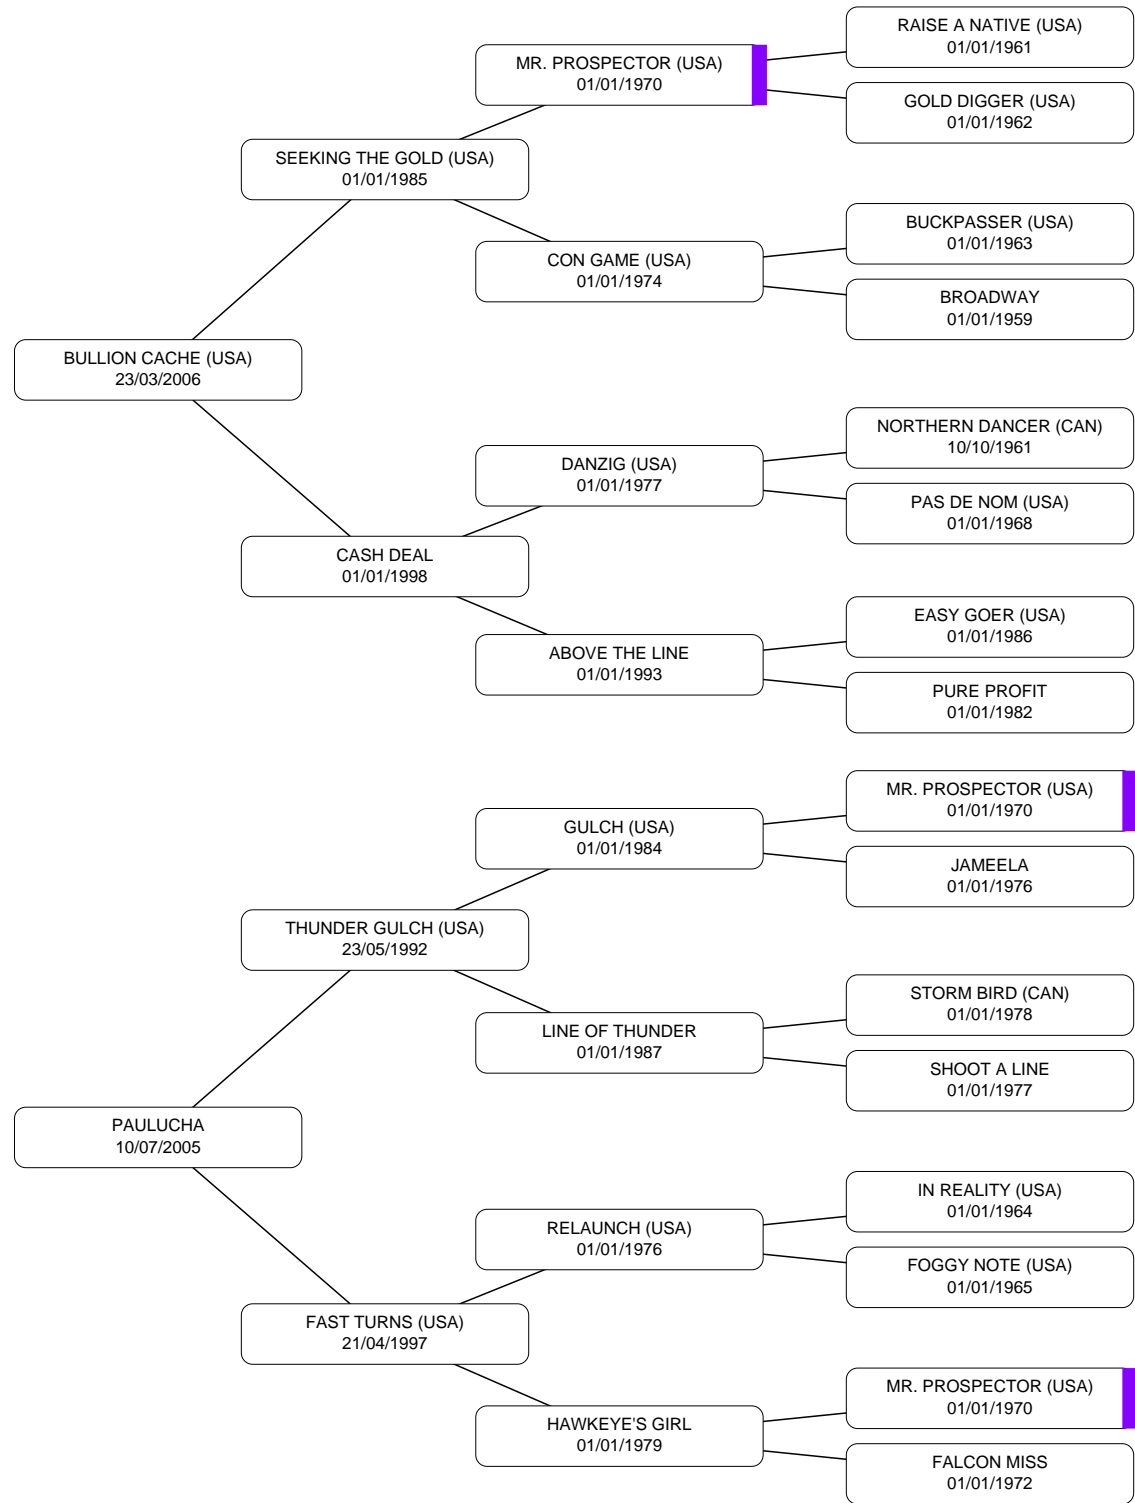 RAISE A NATIVE (USA)
01/01/1961
MR. PROSPECTOR (USA)
01/01/1970
GOLD DIGGER (USA)
01/01/1962
SEEKING THE GOLD (USA)
01/01/1985
BUCKPASSER (USA)
01/01/1963
CON GAME (USA)
01/01/1974
BROADWAY
01/01/1959
BULLION CACHE (USA)
23/03/2006
NORTHERN DANCER (CAN)
10/10/1961
DANZIG (USA)
01/01/1977
PAS DE NOM (USA)
01/01/1968
CASH DEAL
01/01/1998
EASY GOER (USA)
01/01/1986
ABOVE THE LINE
01/01/1993
PURE PROFIT
01/01/1982
MR. PROSPECTOR (USA)
01/01/1970
GULCH (USA)
01/01/1984
JAMEELA
01/01/1976
THUNDER GULCH (USA)
23/05/1992
STORM BIRD (CAN)
01/01/1978
LINE OF THUNDER
01/01/1987
SHOOT A LINE
01/01/1977
PAULUCHA
10/07/2005
IN REALITY (USA)
01/01/1964
RELAUNCH (USA)
01/01/1976
FOGGY NOTE (USA)
01/01/1965
FAST TURNS (USA)
21/04/1997
MR. PROSPECTOR (USA)
01/01/1970
HAWKEYE'S GIRL
01/01/1979
FALCON MISS
01/01/1972